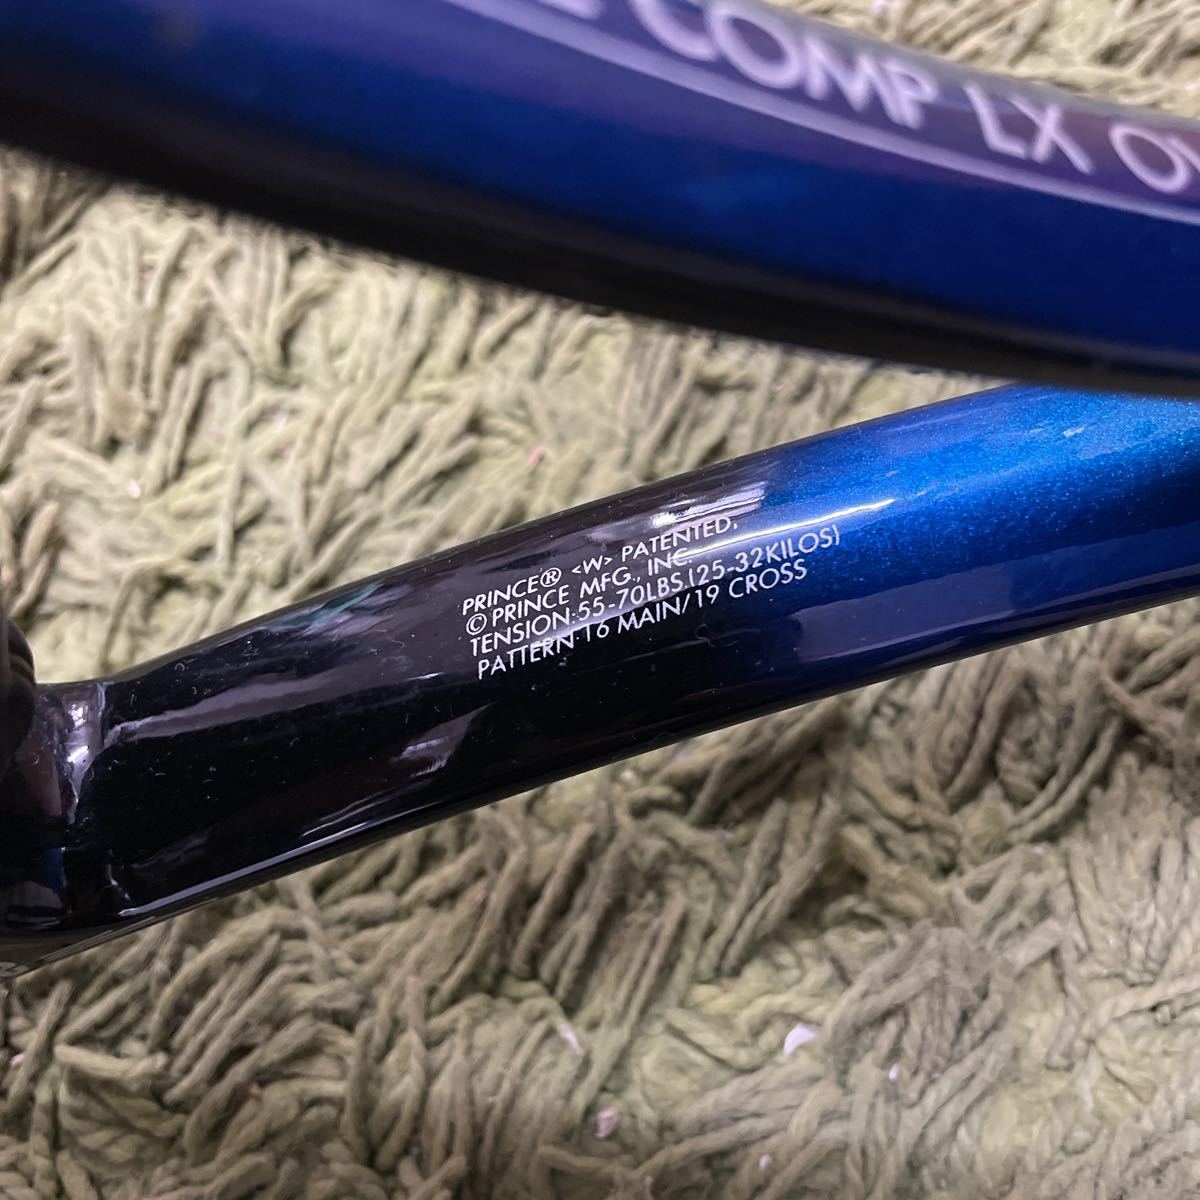 COMP LX
PRINCE® <W> PATENTED.
© PRINCE MFG., INC.
TENSION:55-70LBS.(25-32KILOS)
PATTERN 16 MAIN/19 CROSS